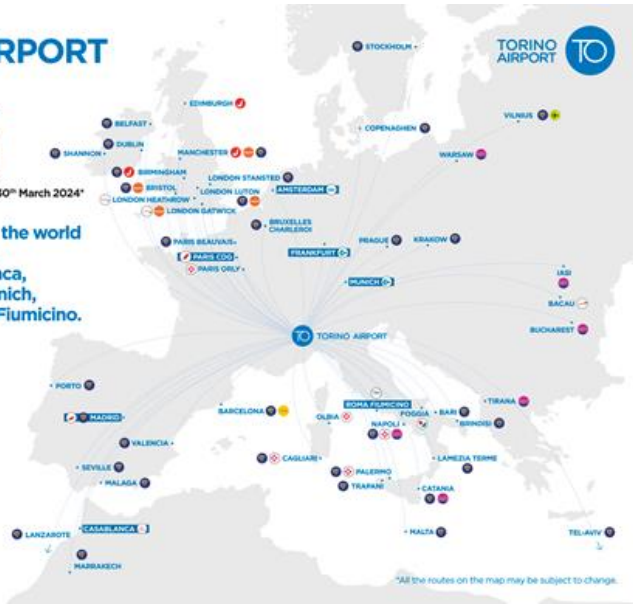 RPORT
TORINO
AIRPORT
TO
STOCKHOLM
EDINBURGH
BELFAST
COPENAGHEN
VILNIUS
DUBLIN
SHANNON
MANCHESTER
WARSAW
BIRMINGHAM
LONDON STANSTED
30th March 2024*
BRISTOL
LONDON LUTON
AMSTERDAM
LONDON HEATHROW
LONDON GATWICK
the world
BRUXELLES
CHARLEROI
PARIS BEAUVAIS
PRAGUE
KRAKOW
FRANKFURT
PARIS CDG
PARIS ORLY
nca,
nich,
Fiumicino.
MUNICH
IASI
BACAU
BUCHAREST
TO
TORINO AIRPORT
PORTO
MADRID
BARCELONA
ROMA FIUMICINO
TIRANA
OLBIA
FOGGIA
BARI
NAPOLI
BRINDISI
VALENCIA
CAGLIARI
LAMEZIA TERME
SEVILLE
PALERMO
MALAGA
TRAPANI
CATANIA
LANZAROTE
CASABLANCA
MALTA
TEL-AVIV
MARRAKECH
*All the routes on the map may be subject to change.